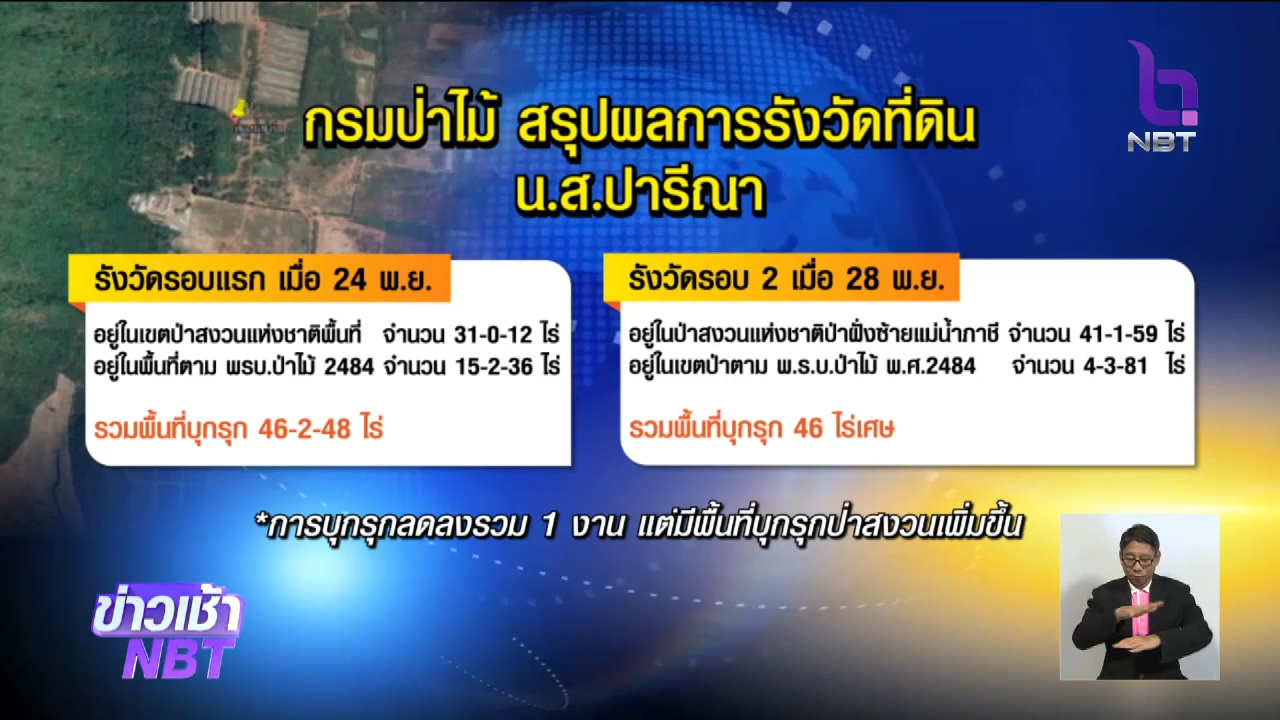 NBT
กรมป่าไม้ สรุปผลการรังวัดที่ดิน
น.ส.ปารีณา
รังวัดรอบแรก เมื่อ 24 พ.ย.
อยู่ในเขตป่าสงวนแห่งชาติพื้นที่ จำนวน 31-0-12 ไร่
อยู่ในพื้นที่ตาม พรบ.ป่าไม้ 2484 จำนวน 15-2-36 ไร่
รวมพื้นที่บุกรุก 46-2-48 ไร่
รังวัดรอบ 2 เมื่อ 28 พ.ย.
อยู่ในป่าสงวนแห่งชาติป่าฝั่งซ้ายแม่น้ำภาชี จำนวน 41-1-59 ไร่
อยู่ในเขตป่าตาม พ.ร.บ.ป่าไม้ พ.ศ.2484 จำนวน 4-3-81 ไร่
รวมพื้นที่บุกรุก 46 ไร่เศษ
*การบุกรุกลดลงรวม 1 งาน แต่มีพื้นที่บุกรุกป่าสงวนเพิ่มขึ้น
ข่าวเช้า
NBT